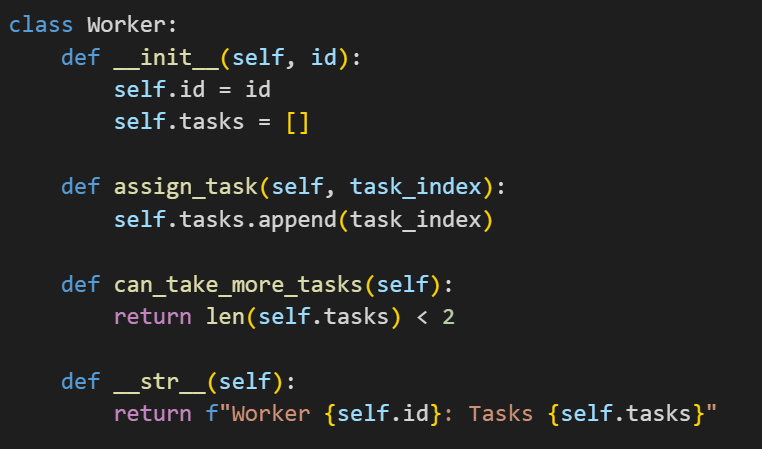 class Worker:
    def __init__(self, id):
        self.id = id
        self.tasks = []

    def assign_task(self, task_index):
        self.tasks.append(task_index)

    def can_take_more_tasks(self):
        return len(self.tasks) < 2

    def __str__(self):
        return f"Worker {self.id}: Tasks {self.tasks}"